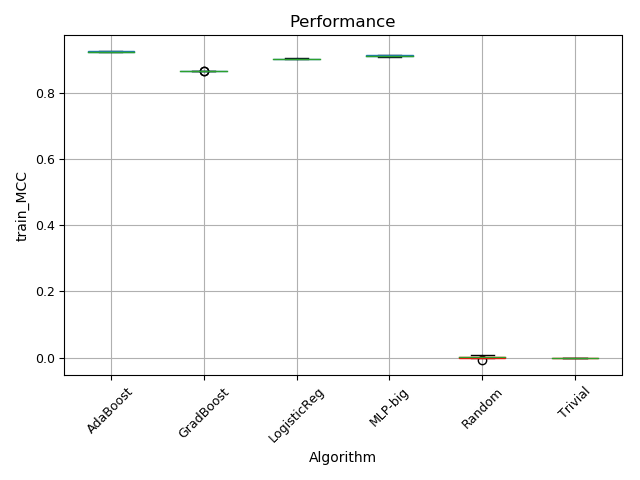 Performance
train_MCC
0.8
0.6
0.4
0.2
0.0
AdaBoost
GradBoost
LogisticReg
MLP-big
Random
Trivial
Algorithm